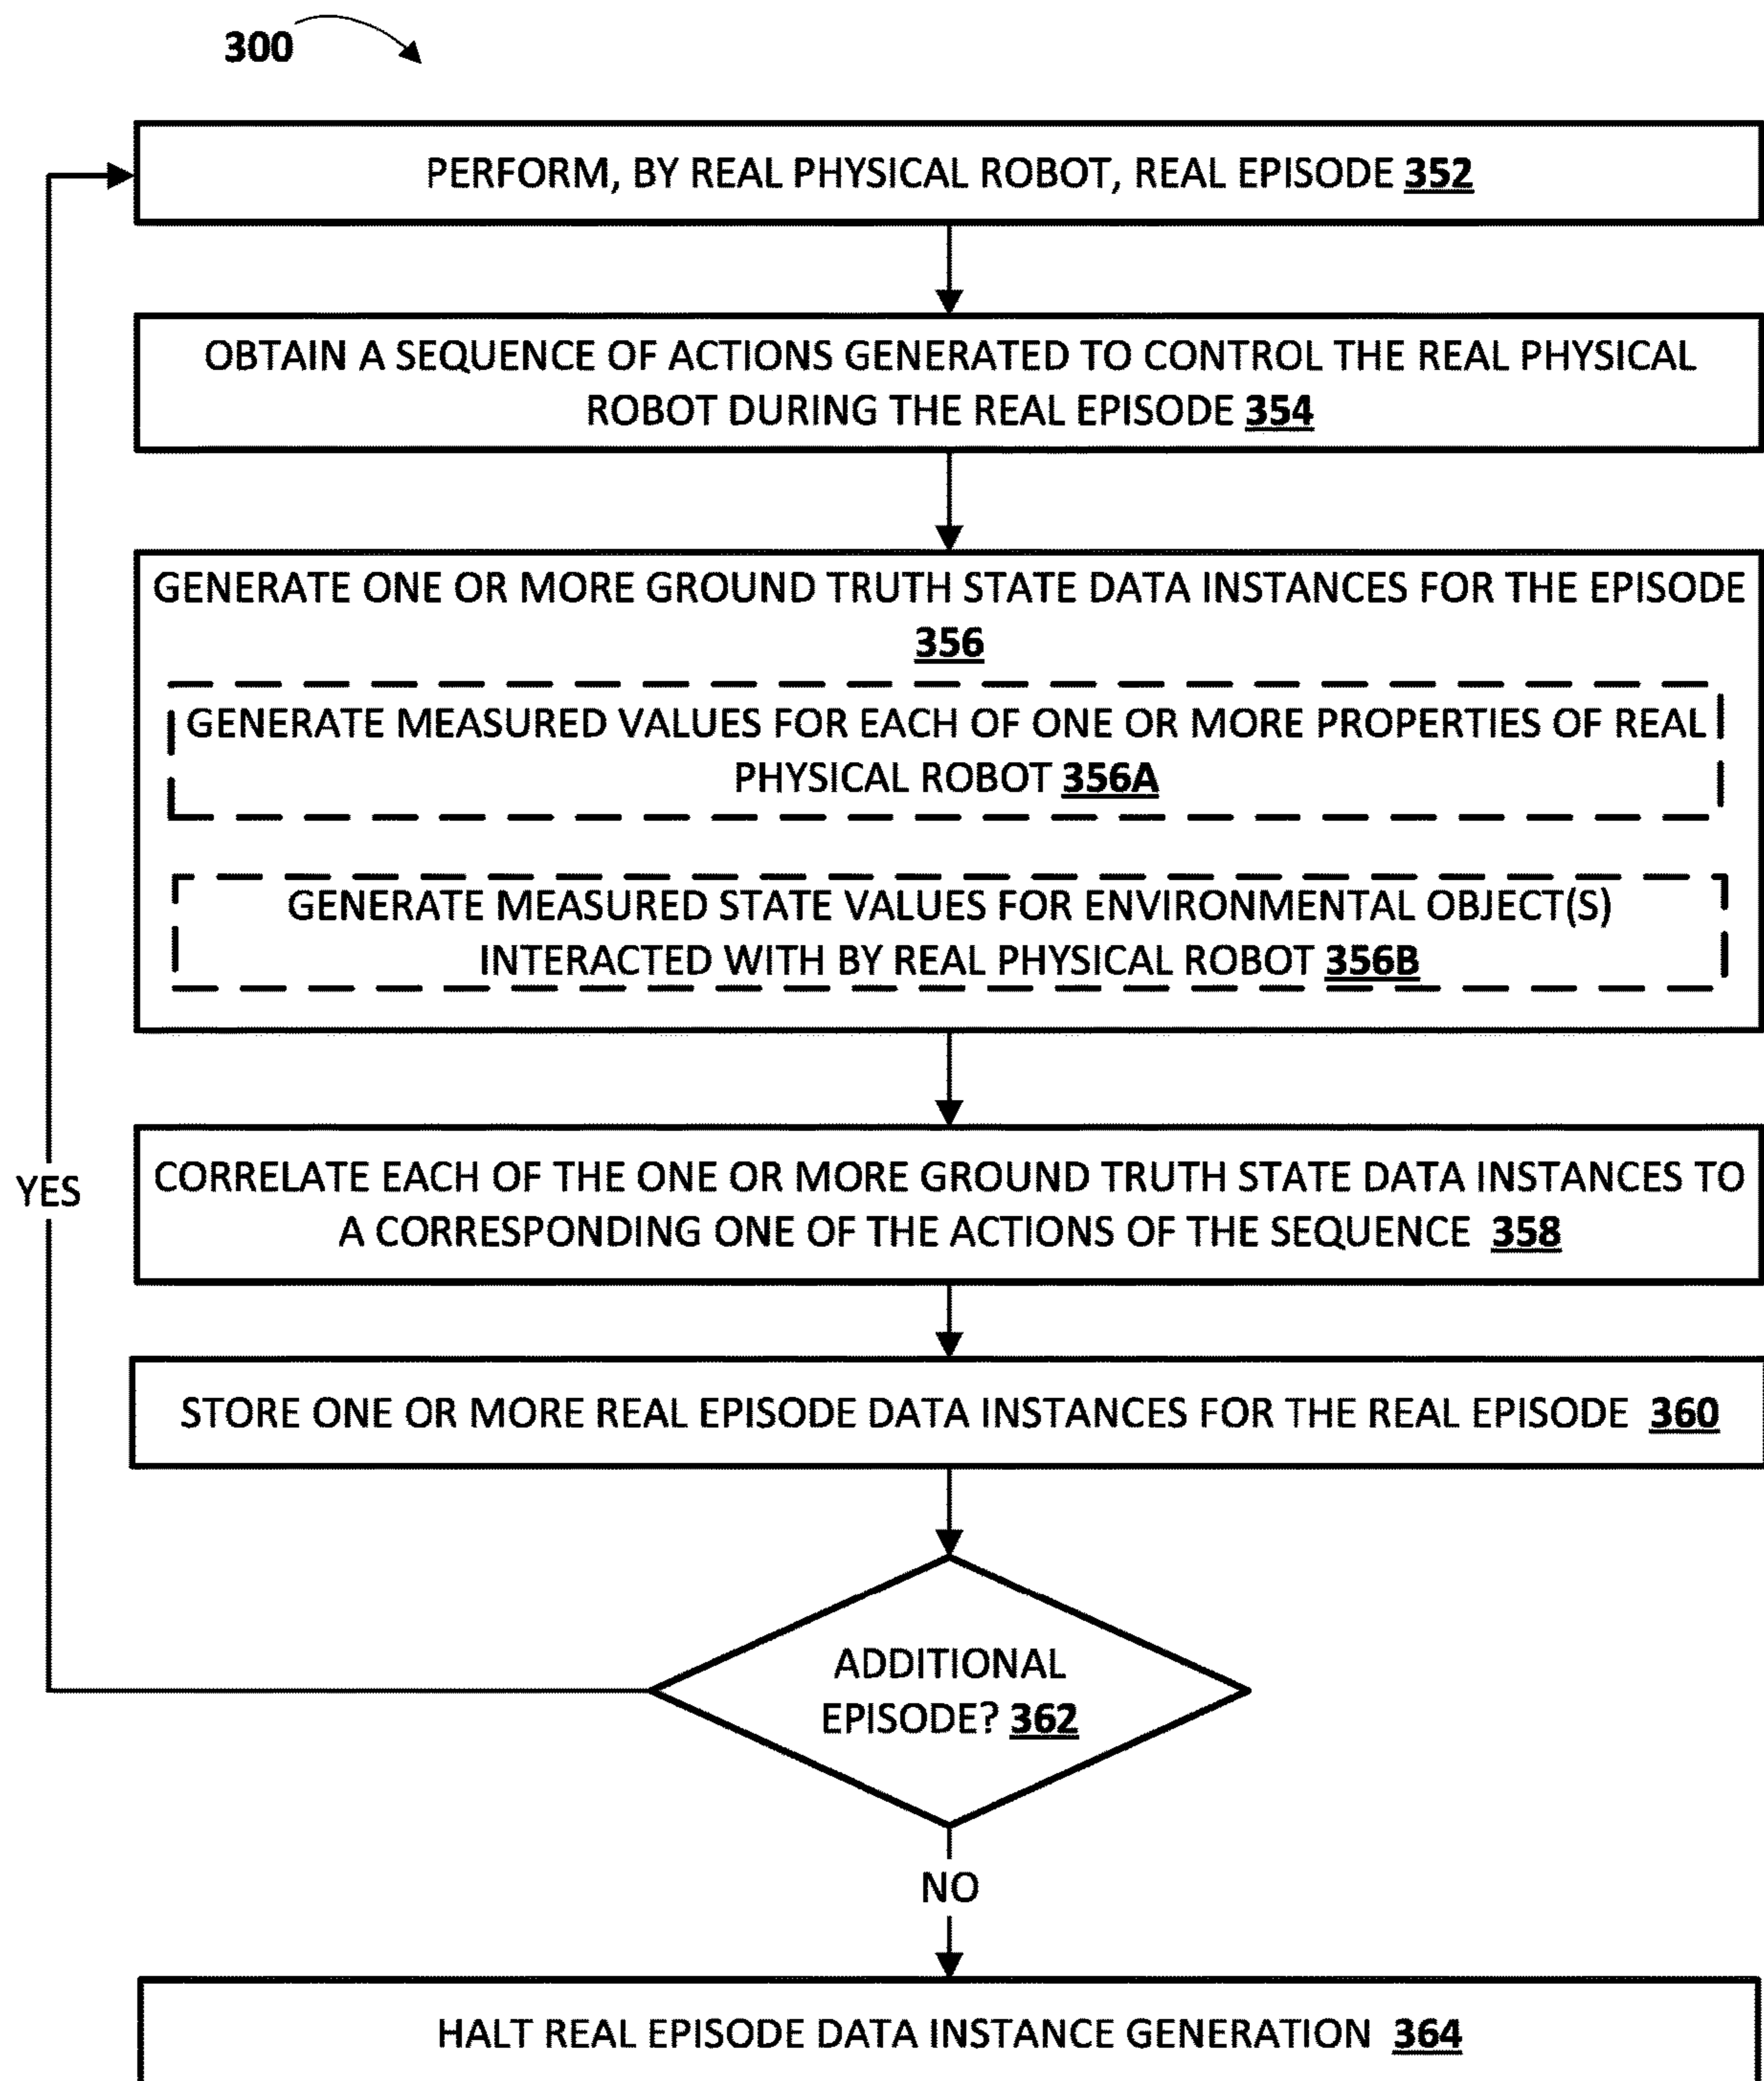 300
PERFORM, BY REAL PHYSICAL ROBOT, REAL EPISODE 352
OBTAIN A SEQUENCE OF ACTIONS GENERATED TO CONTROL THE REAL PHYSICAL
ROBOT DURING THE REAL EPISODE 354
GENERATE ONE OR MORE GROUND TRUTH STATE DATA INSTANCES FOR THE EPISODE
356
GENERATE MEASURED VALUES FOR EACH OF ONE OR MORE PROPERTIES OF REAL
PHYSICAL ROBOT 356A
GENERATE MEASURED STATE VALUES FOR ENVIRONMENTAL OBJECT(S)
INTERACTED WITH BY REAL PHYSICAL ROBOT 356B
CORRELATE EACH OF THE ONE OR MORE GROUND TRUTH STATE DATA INSTANCES TO
A CORRESPONDING ONE OF THE ACTIONS OF THE SEQUENCE 358
YES
STORE ONE OR MORE REAL EPISODE DATA INSTANCES FOR THE REAL EPISODE 360
ADDITIONAL
EPISODE? 362
NO
HALT REAL EPISODE DATA INSTANCE GENERATION 364